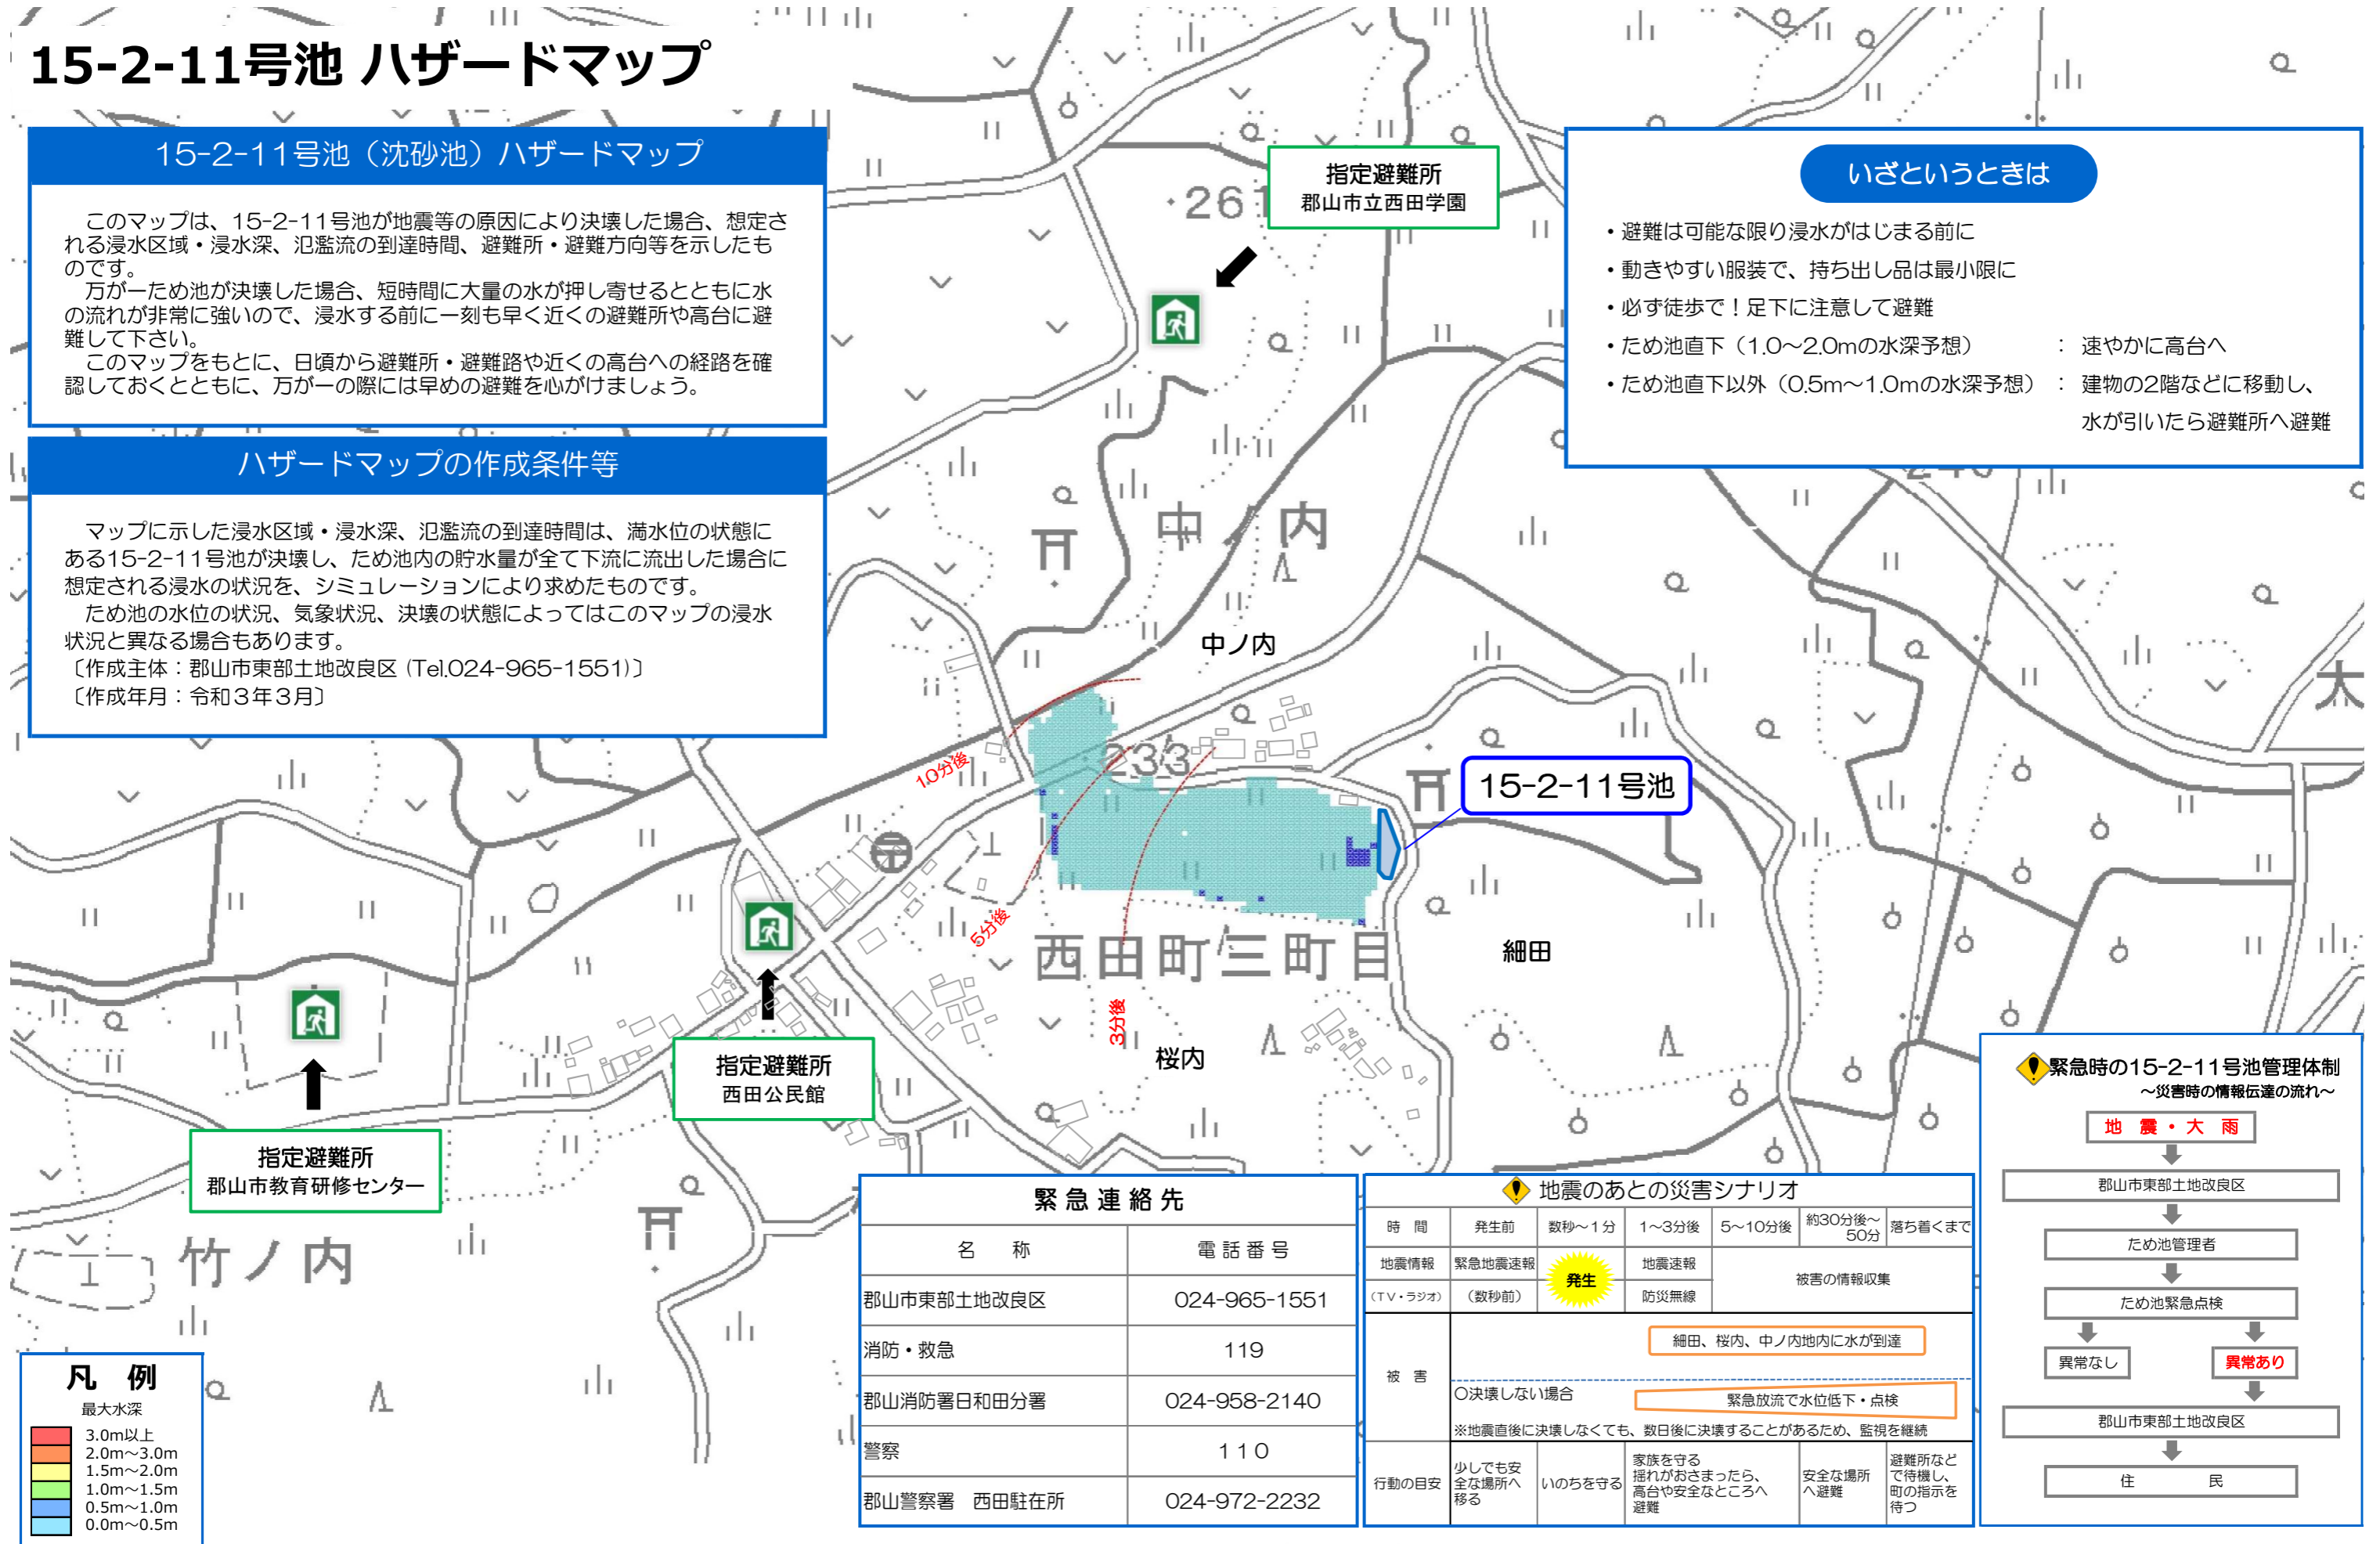 15-2-11号池 ハザードマップ
15-2-11号池（沈砂池）ハザードマップ
このマップは、15-2-11号池が地震等の原因により決壊した場合、想定さ
れる浸水区域・浸水深、氾濫流の到達時間、避難所・避難方向等を示したも
のです。
万が一ため池が決壊した場合、短時間に大量の水が押し寄せるとともに水
の流れが非常に強いので、浸水する前に一刻も早く近くの避難所や高台に避
難して下さい。
このマップをもとに、日頃から避難所・避難路や近くの高台への経路を確
認しておくとともに、万が一の際には早めの避難を心がけましょう。
ハザードマップの作成条件等
マップに示した浸水区域・浸水深、氾濫流の到達時間は、満水位の状態に
ある15-2-11号池が決壊し、ため池内の貯水量が全て下流に流出した場合に
想定される浸水の状況を、シミュレーションにより求めたものです。
ため池の水位の状況、気象状況、決壊の状態によってはこのマップの浸水
状況と異なる場合もあります。
〔作成主体：郡山市東部土地改良区 (Tel.024-965-1551)〕
〔作成年月：令和３年３月〕
指定避難所
郡山市立西田学園
・261
いざというときは
・避難は可能な限り浸水がはじまる前に
・動きやすい服装で、持ち出し品は最小限に
・必ず徒歩で！足下に注意して避難
・ため池直下（1.0～2.0mの水深予想） ： 速やかに高台へ
・ため池直下以外（0.5m～1.0mの水深予想） ： 建物の2階などに移動し、
水が引いたら避難所へ避難
中ノ内
中ノ内
大
233
10分後
5分後
3分後
15-2-11号池
西田町三町目
細田
桜内
指定避難所
西田公民館
指定避難所
郡山市教育研修センター
竹ノ内
凡 例
最大水深
3.0m以上
2.0m～3.0m
1.5m～2.0m
1.0m～1.5m
0.5m～1.0m
0.0m～0.5m
緊急連絡先
名 称 電話番号
郡山市東部土地改良区 024-965-1551
消防・救急 119
郡山消防署日和田分署 024-958-2140
警察 110
郡山警察署 西田駐在所 024-972-2232
地震のあとの災害シナリオ
時 間 発生前 数秒～１分 1～3分後 5～10分後 約30分後～50分 落ち着くまで
地震情報 緊急地震速報 発生 地震速報 被害の情報収集
（ＴＶ・ラジオ） （数秒前） 防災無線
細田、桜内、中ノ内地内に水が到達
被 害
〇決壊しない場合 緊急放流で水位低下・点検
※地震直後に決壊しなくても、数日後に決壊することがあるため、監視を継続
行動の目安
少しでも安
全な場所へ
移る
いのちを守る
家族を守る
揺れがおさまったら、
高台や安全なところへ
避難
安全な場所
へ避難
避難所など
で待機し、
町の指示を
待つ
緊急時の15-2-11号池管理体制
～災害時の情報伝達の流れ～
地 震・大 雨
郡山市東部土地改良区
ため池管理者
ため池緊急点検
異常なし 異常あり
郡山市東部土地改良区
住 民